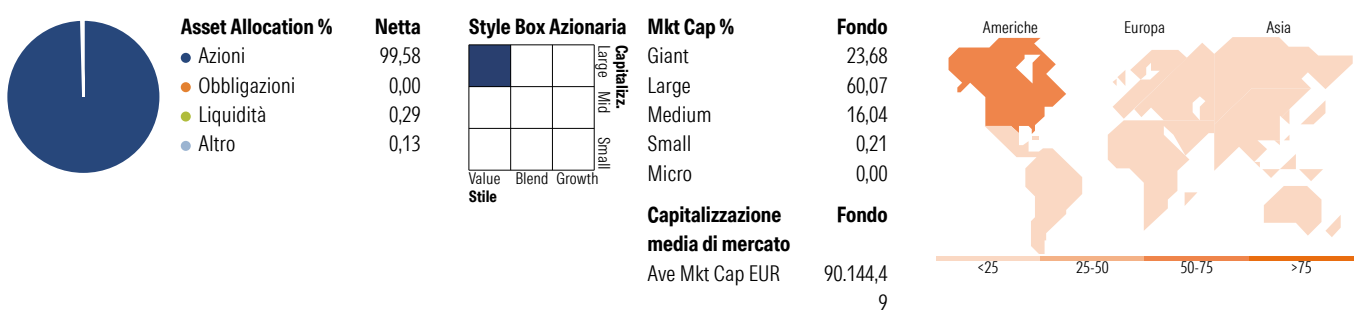 Asset Allocation % Netta
Azioni 99,58
Obbligazioni 0,00
Liquidità 0,29
Altro 0,13
Style Box Azionaria
Large Mid Small
Capitalizz.
Value Blend Growth
Stile
Mkt Cap % Fondo
Giant 23,68
Large 60,07
Medium 16,04
Small 0,21
Micro 0,00
Capitalizzazione Fondo
media di mercato
Ave Mkt Cap EUR 90.144,4
9
Americhe Europa Asia
<25 25-50 50-75 >75